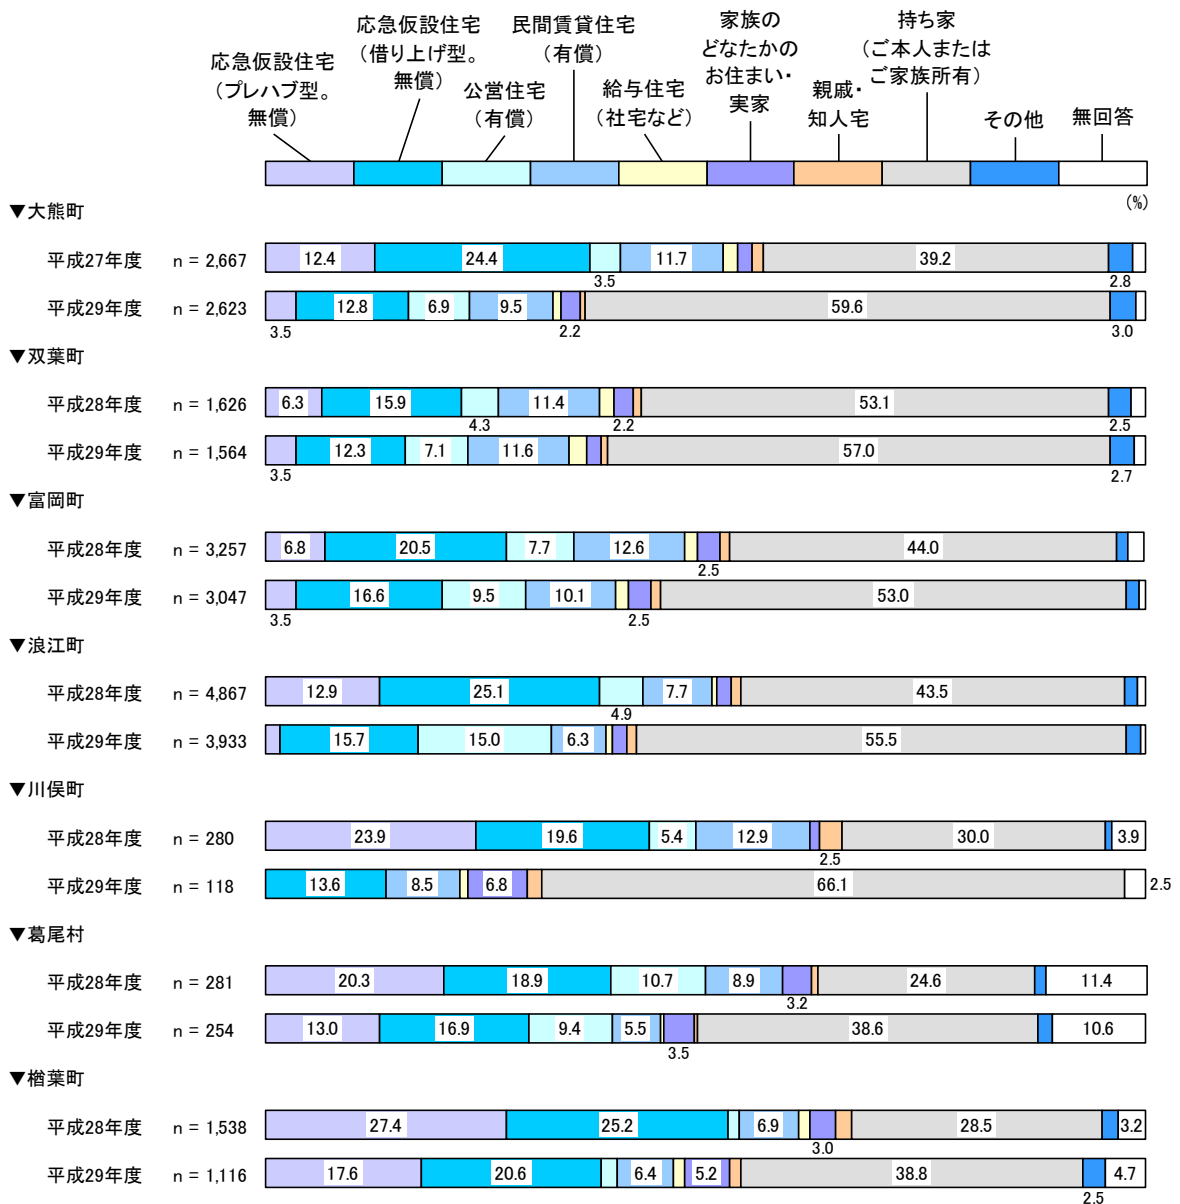 応急仮設住宅
（プレハブ型。
無償）
応急仮設住宅
（借り上げ型。
無償）
公営住宅
（有償）
民間賃貸住宅
（有償）
給与住宅
（社宅など）
家族の
どなたかの
お住まい・
実家
親戚・
知人宅
持ち家
（ご本人または
ご家族所有）
その他
無回答
(%)
▼大熊町
平成27年度 n = 2,667 12.4 24.4 3.5 11.7 39.2 2.8
平成29年度 n = 2,623 3.5 12.8 6.9 9.5 2.2 59.6 3.0
▼双葉町
平成28年度 n = 1,626 6.3 15.9 4.3 11.4 2.2 53.1 2.5
平成29年度 n = 1,564 3.5 12.3 7.1 11.6 57.0 2.7
▼富岡町
平成28年度 n = 3,257 6.8 20.5 7.7 12.6 2.5 44.0
平成29年度 n = 3,047 3.5 16.6 9.5 10.1 2.5 53.0
▼浪江町
平成28年度 n = 4,867 12.9 25.1 4.9 7.7 43.5
平成29年度 n = 3,933 15.7 15.0 6.3 55.5
▼川俣町
平成28年度 n = 280 23.9 19.6 5.4 12.9 2.5 30.0 3.9
平成29年度 n = 118 13.6 8.5 6.8 66.1 2.5
▼葛尾村
平成28年度 n = 281 20.3 18.9 10.7 8.9 3.2 24.6 11.4
平成29年度 n = 254 13.0 16.9 9.4 5.5 3.5 38.6 10.6
▼楢葉町
平成28年度 n = 1,538 27.4 25.2 6.9 3.0 28.5 3.2
平成29年度 n = 1,116 17.6 20.6 6.4 5.2 38.8 2.5 4.7